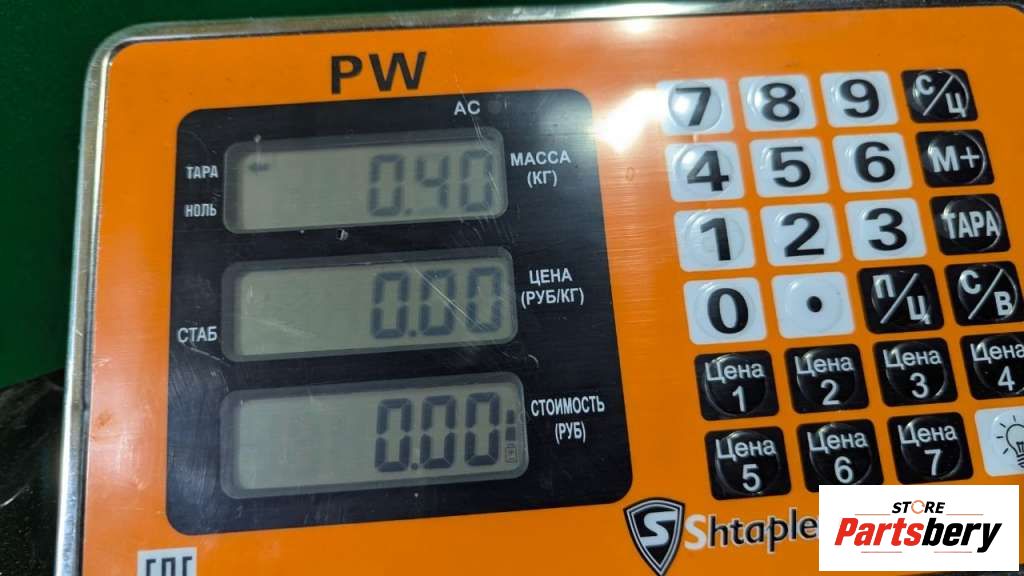 PW
AC
ТАРА
НОЛЬ
0.40
МАССА
(КГ)
0.00
ЦЕНА
(РУБ/КГ)
СТАБ
0.00
СТОИМОСТЬ
(РУБ)
7 8 9 С/Ц
4 5 6 М+
1 2 3 ТАРА
0 . П/Ц С/В
Цена 1
Цена 2
Цена 3
Цена 4
Цена 5
Цена 6
Цена 7
S Shtaple
STORE
Partsbery